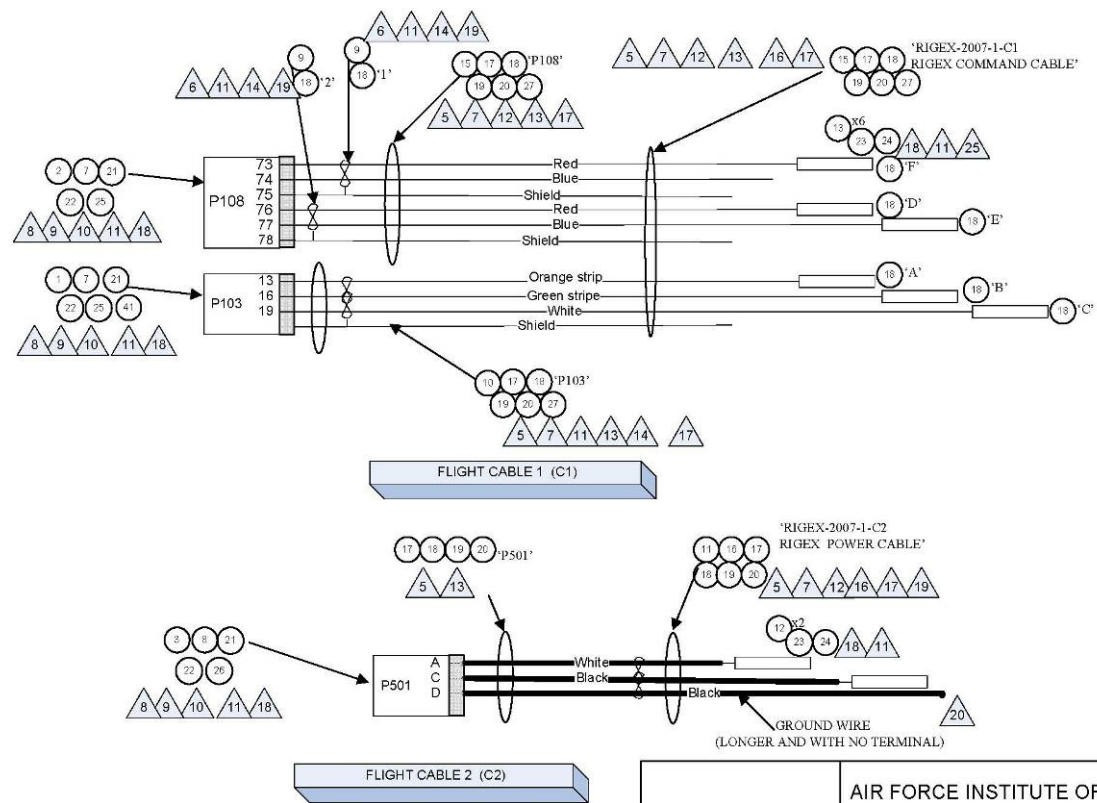 6 11 14 19
9
18 '1'
9
18 '2'
6 11 14 19
15 17 18 'P108'
19 20 27
5 7 12 13 17
5 7 12 13 16 17
15 17 18
19 20 27
'RIGEX-2007-1-C1
RIGEX COMMAND CABLE'
13 x6
23 24
18 11 25
2 7 21
22 25
8 9 10 11 18
P108
73 Red 18 'F'
74 Blue
75 Shield
76 Red 18 'D'
77 Blue 18 'E'
78 Shield
1 7 21
22 25 41
8 9 10 11 18
P103
13 Orange strip 18 'A'
16 Green stripe 18 'B'
19 White 18 'C'
Shield
10 17 18 'P103'
19 20 27
5 7 11 13 14 17
FLIGHT CABLE 1 (C1)
17 18 19 20 'P501'
5 13
11 16 17
18 19 20
'RIGEX-2007-1-C2
RIGEX POWER CABLE'
5 7 12 16 17 19
12 x2
23 24
18 11
3 8 21
22 26
8 9 10 11 18
P501
A White
C Black
D Black
20
GROUND WIRE
(LONGER AND WITH NO TERMINAL)
FLIGHT CABLE 2 (C2)
AIR FORCE INSTITUTE OF